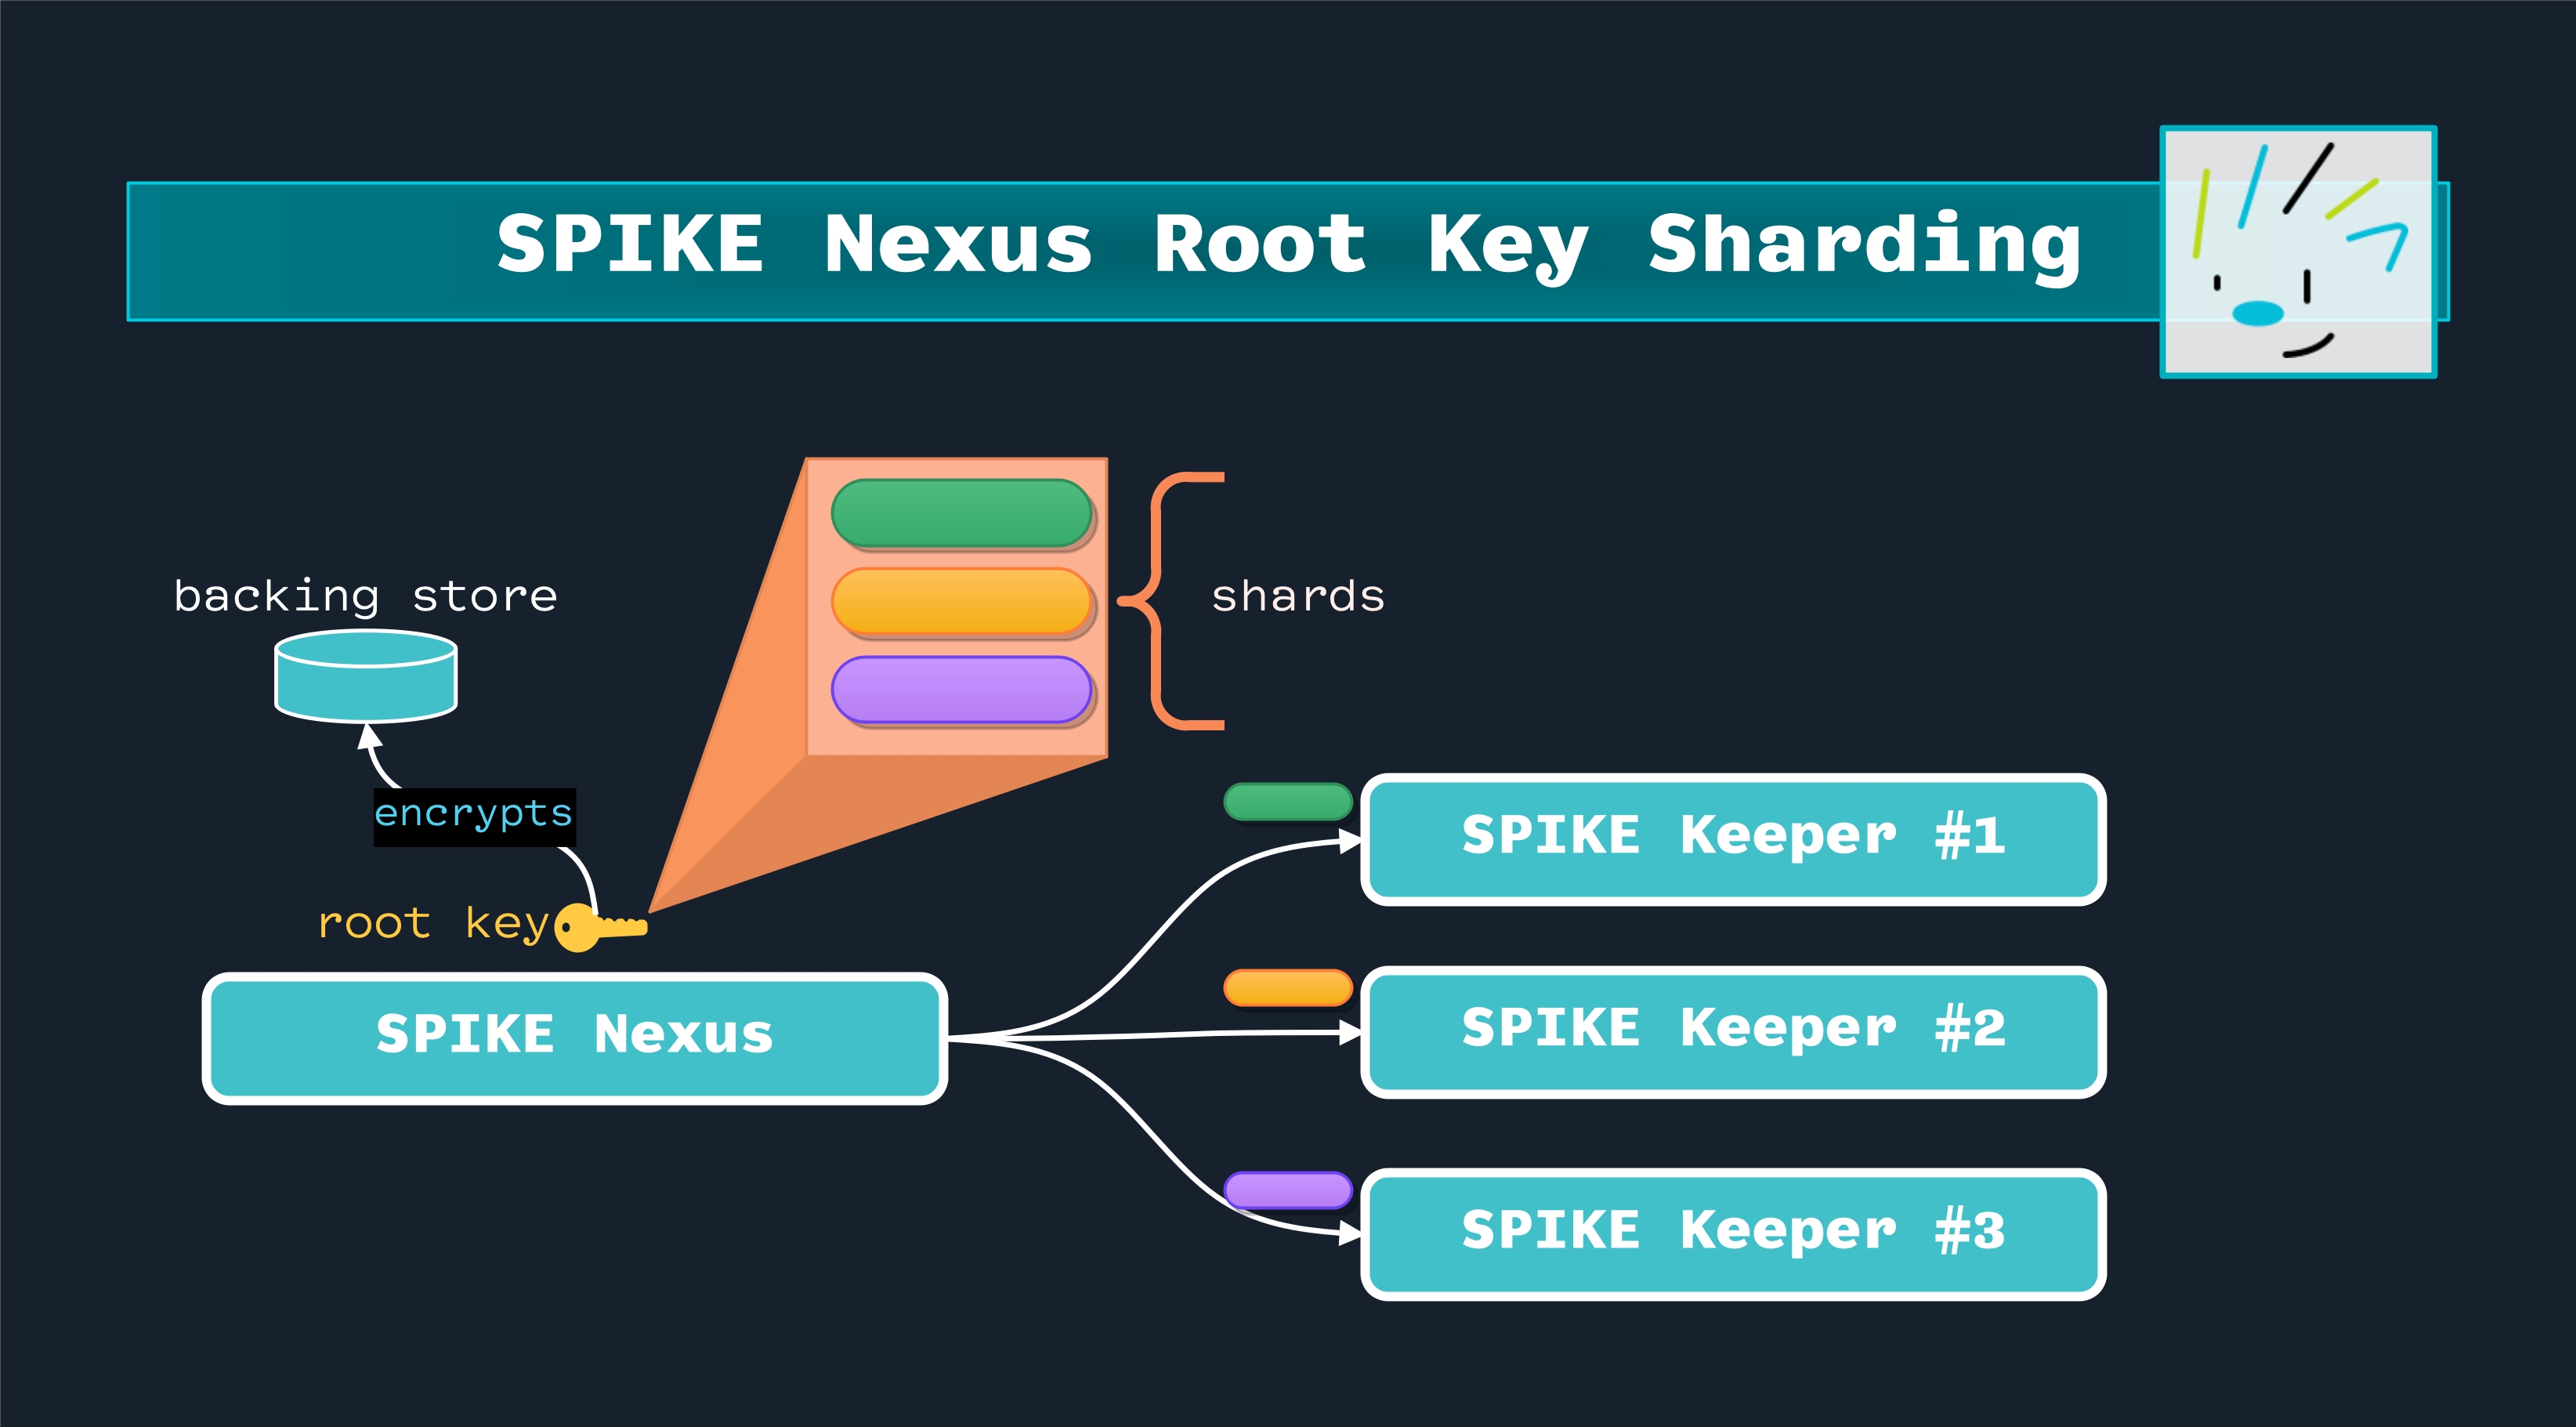 SPIKE Nexus Root Key Sharding
backing store
shards
encrypts
root key
SPIKE Nexus
SPIKE Keeper #1
SPIKE Keeper #2
SPIKE Keeper #3